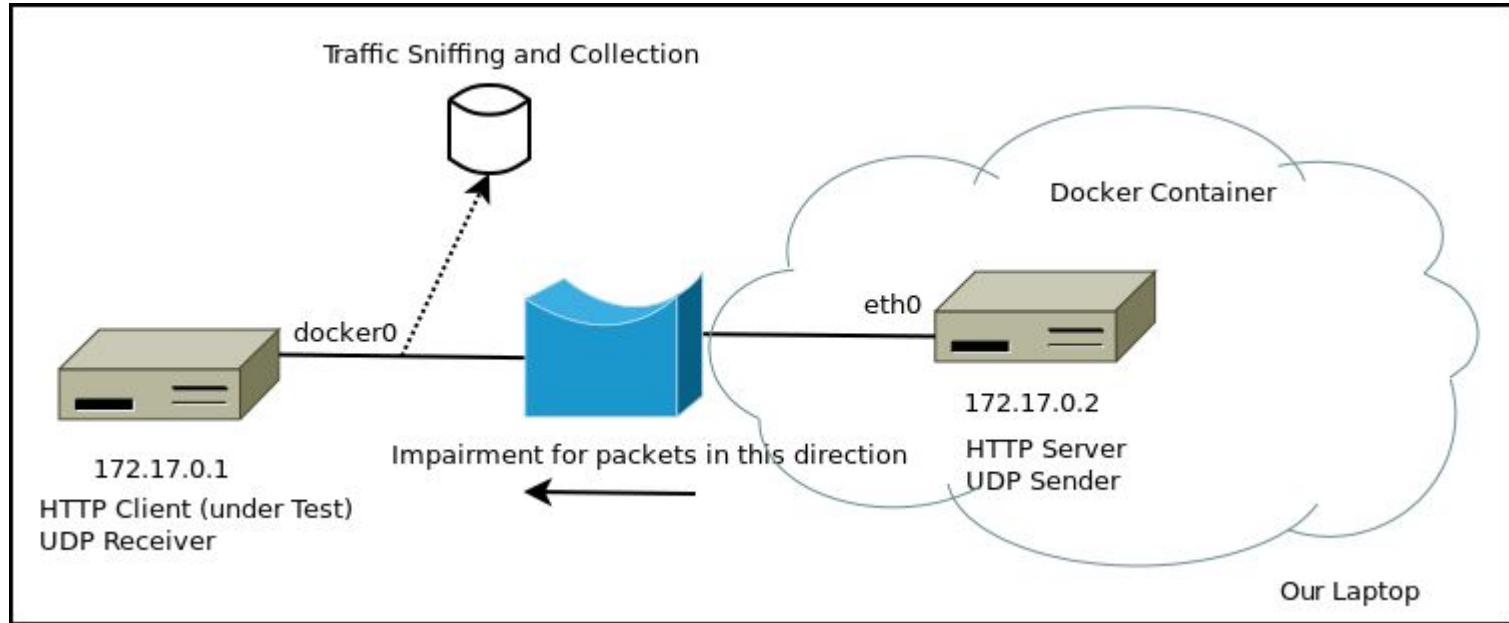 Traffic Sniffing and Collection
Docker Container
docker0
eth0
172.17.0.1
HTTP Client (under Test)
UDP Receiver
Impairment for packets in this direction
172.17.0.2
HTTP Server
UDP Sender
Our Laptop